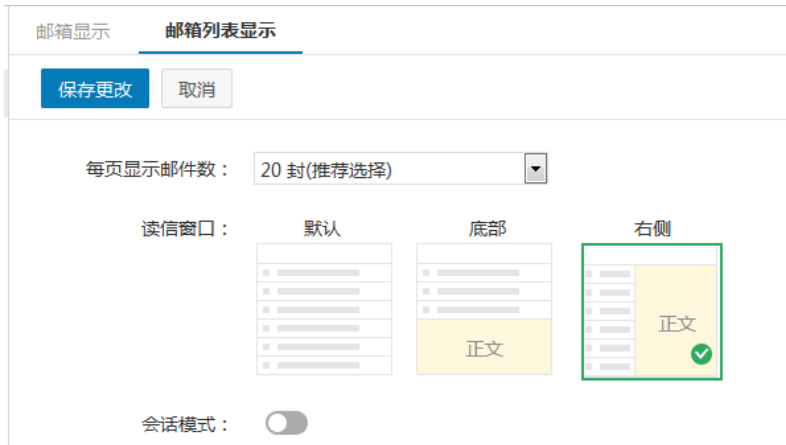 邮箱显示 邮箱列表显示
保存更改 取消
每页显示邮件数： 20 封(推荐选择)
读信窗口： 默认 底部 右侧
正文
正文
会话模式：